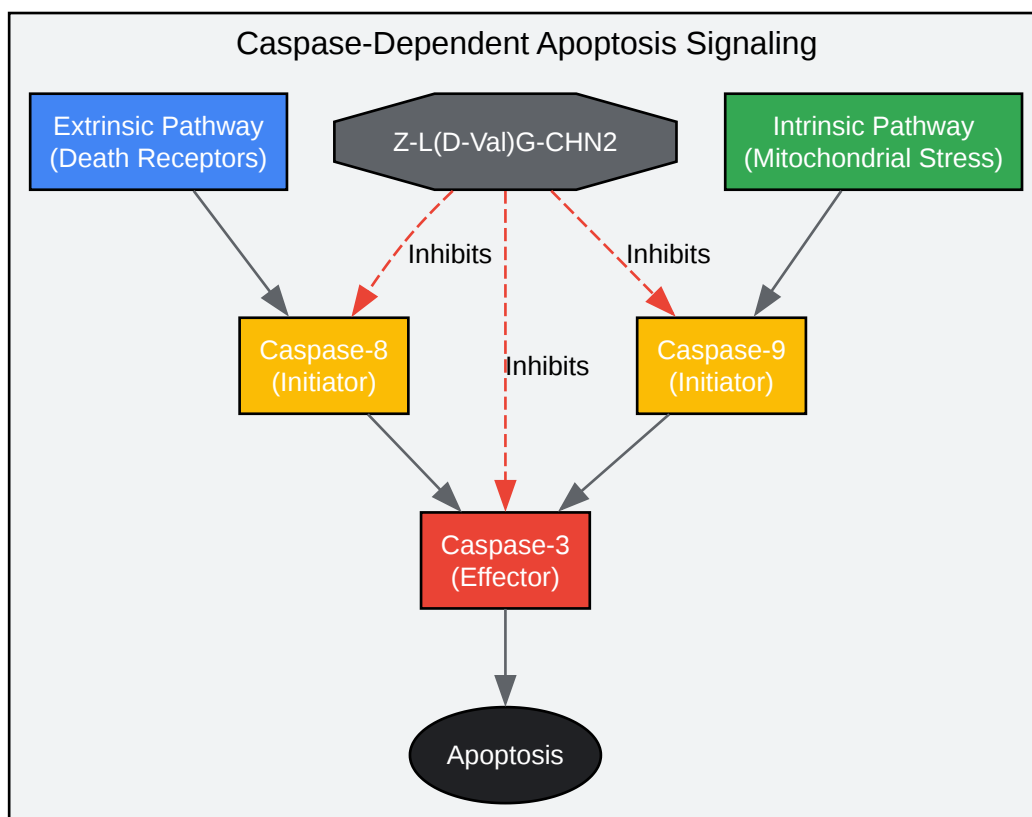 Caspase-Dependent Apoptosis Signaling
Extrinsic Pathway
(Death Receptors)
Z-L(D-Val)G-CHN2
Intrinsic Pathway
(Mitochondrial Stress)
Inhibits
Inhibits
Caspase-8
(Initiator)
Inhibits
Caspase-9
(Initiator)
Caspase-3
(Effector)
Apoptosis